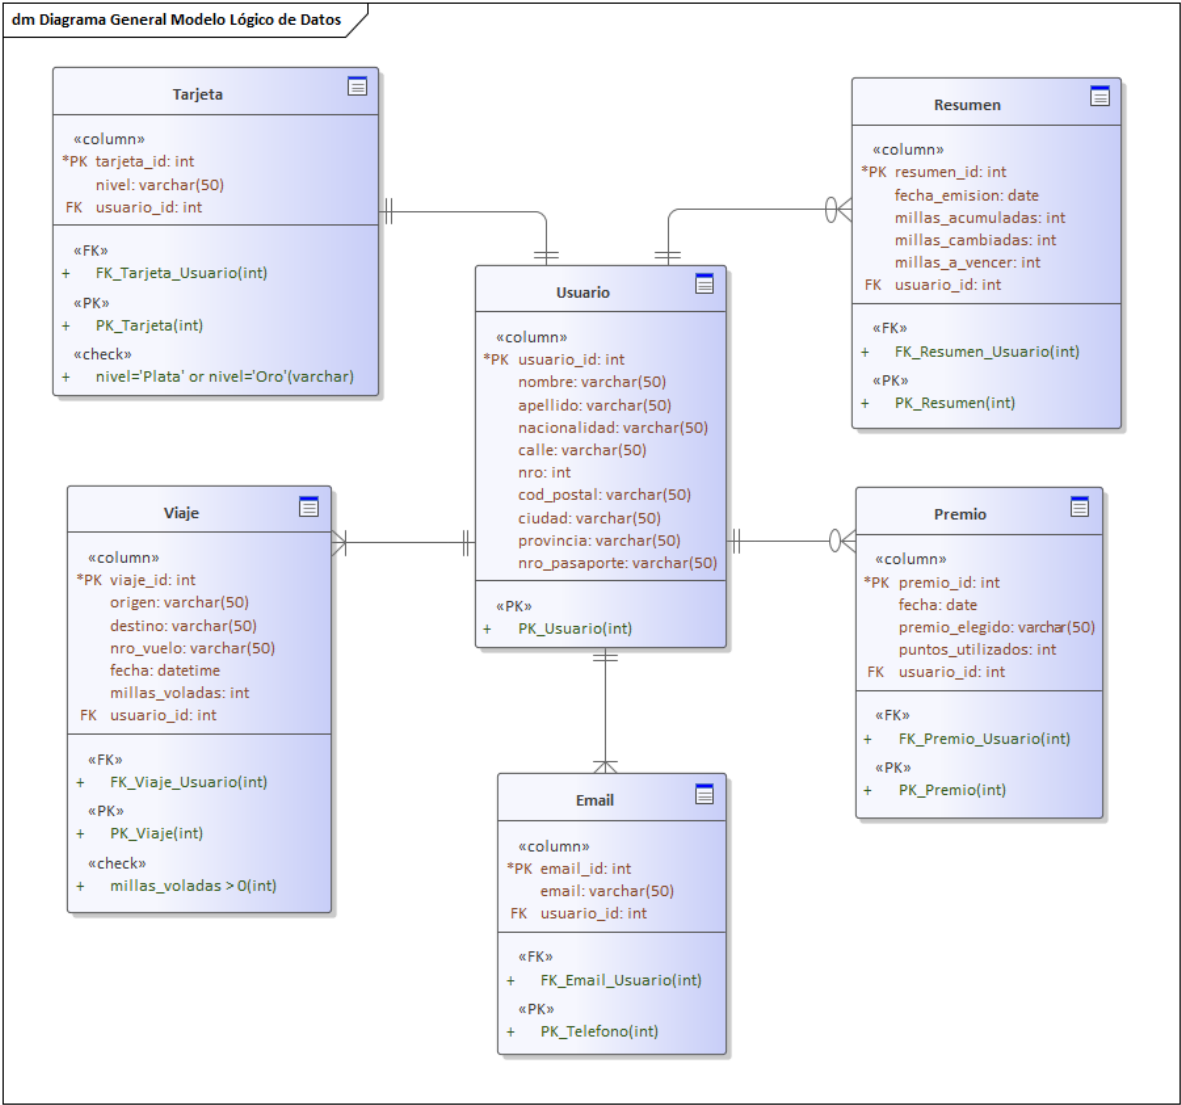 dm Diagrama General Modelo Lógico de Datos
Tarjeta
«column»
*PK tarjeta_id: int
nivel: varchar(50)
FK usuario_id: int
«FK»
+ FK_Tarjeta_Usuario(int)
«PK»
+ PK_Tarjeta(int)
«check»
+ nivel='Plata' or nivel='Oro'(varchar)
Resumen
«column»
*PK resumen_id: int
fecha_emision: date
millas_acumuladas: int
millas_cambiadas: int
millas_a_vencer: int
FK usuario_id: int
«FK»
+ FK_Resumen_Usuario(int)
«PK»
+ PK_Resumen(int)
Usuario
«column»
*PK usuario_id: int
nombre: varchar(50)
apellido: varchar(50)
nacionalidad: varchar(50)
calle: varchar(50)
nro: int
cod_postal: varchar(50)
ciudad: varchar(50)
provincia: varchar(50)
nro_pasaporte: varchar(50)
«PK»
+ PK_Usuario(int)
Viaje
«column»
*PK viaje_id: int
origen: varchar(50)
destino: varchar(50)
nro_vuelo: varchar(50)
fecha: datetime
millas_voladas: int
FK usuario_id: int
«FK»
+ FK_Viaje_Usuario(int)
«PK»
+ PK_Viaje(int)
«check»
+ millas_voladas > 0(int)
Premio
«column»
*PK premio_id: int
fecha: date
premio_elegido: varchar(50)
puntos_utilizados: int
FK usuario_id: int
«FK»
+ FK_Premio_Usuario(int)
«PK»
+ PK_Premio(int)
Email
«column»
*PK email_id: int
email: varchar(50)
FK usuario_id: int
«FK»
+ FK_Email_Usuario(int)
«PK»
+ PK_Telefono(int)